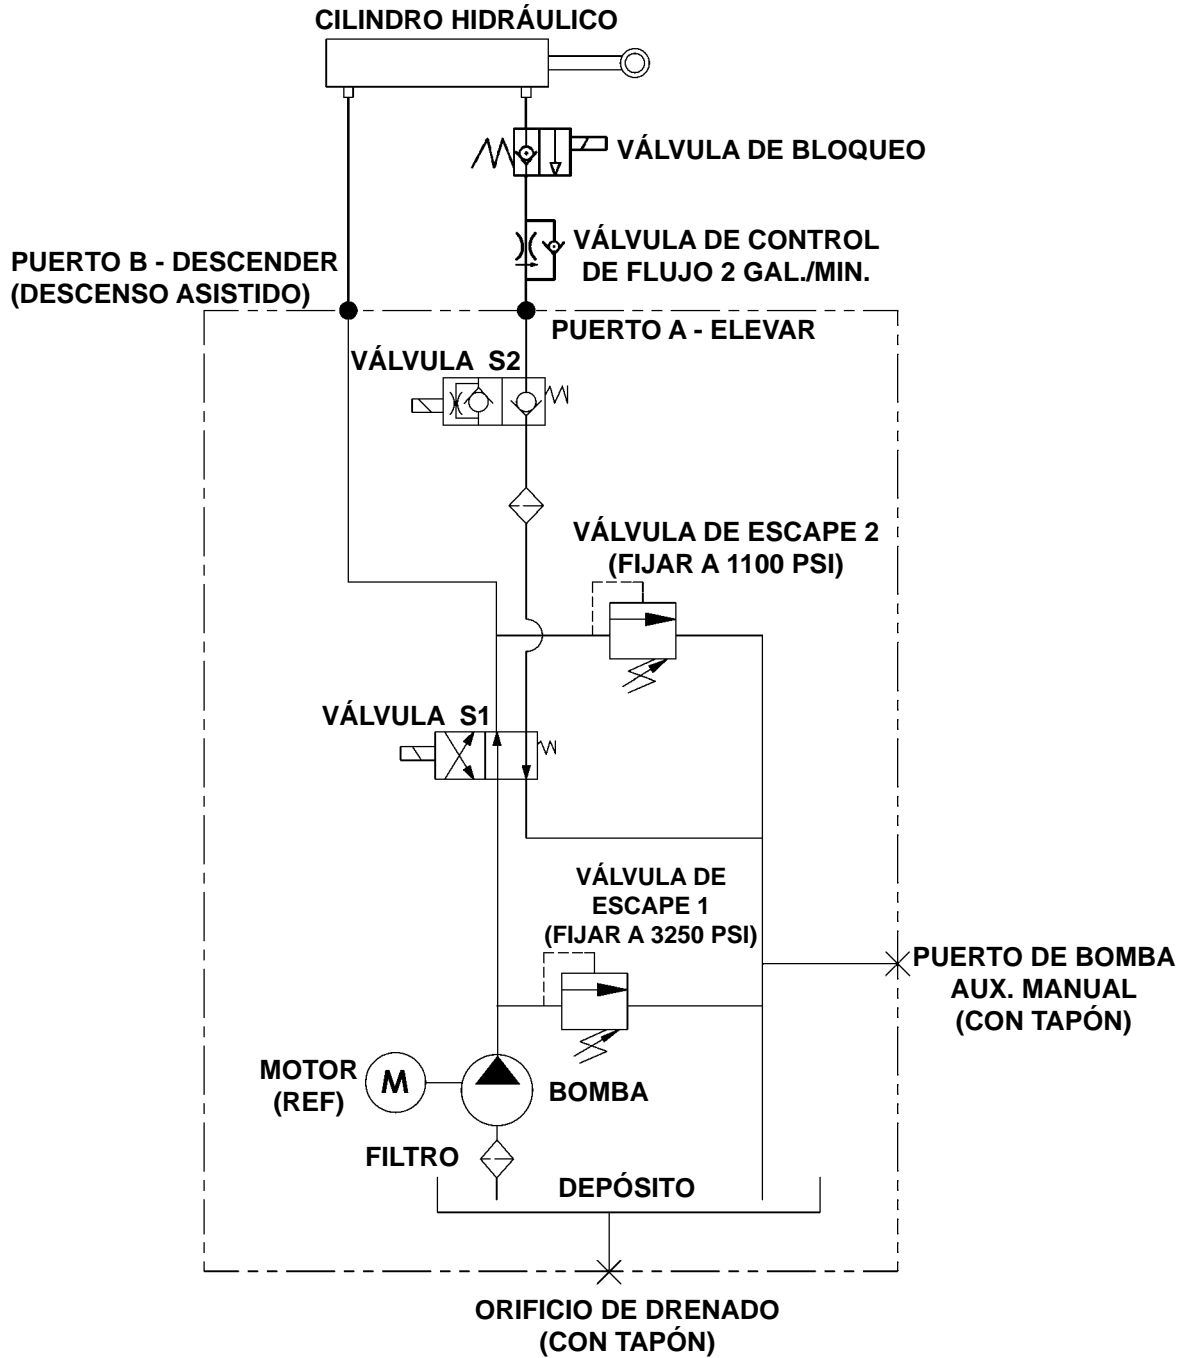 CILINDRO HIDRÁULICO
VÁLVULA DE BLOQUEO
VÁLVULA DE CONTROL
DE FLUJO 2 GAL./MIN.
PUERTO B - DESCENDER
(DESCENSO ASISTIDO)
PUERTO A - ELEVAR
VÁLVULA S2
VÁLVULA DE ESCAPE 2
(FIJAR A 1100 PSI)
VÁLVULA S1
VÁLVULA DE
ESCAPE 1
(FIJAR A 3250 PSI)
PUERTO DE BOMBA
AUX. MANUAL
(CON TAPÓN)
MOTOR
(REF)
M
BOMBA
FILTRO
DEPÓSITO
ORIFICIO DE DRENADO
(CON TAPÓN)